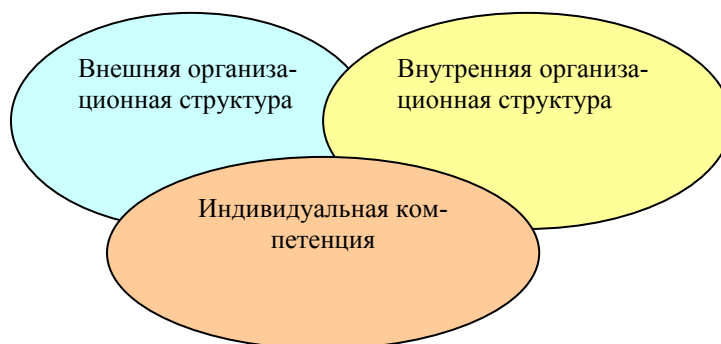 Внешняя организа-
ционная структура
Внутренняя организа-
ционная структура
Индивидуальная ком-
петенция